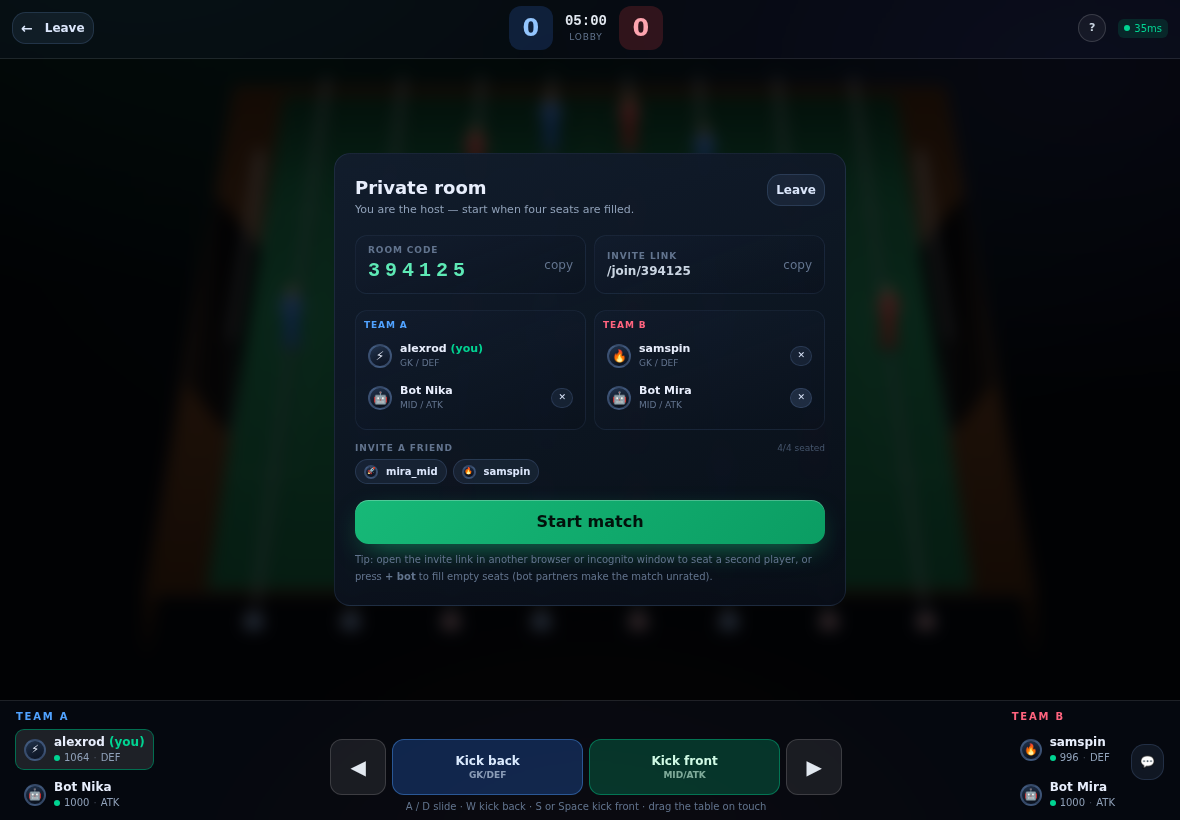 ← Leave
0
05:00
LOBBY
0
?
35ms
Private room
You are the host — start when four seats are filled.
Leave
ROOM CODE
394125
copy
INVITE LINK
/join/394125
copy
TEAM A
alexrod (you)
GK / DEF
Bot Nika
MID / ATK
✕
TEAM B
samspin
GK / DEF
✕
Bot Mira
MID / ATK
✕
INVITE A FRIEND
4/4 seated
mira_mid
samspin
Start match
Tip: open the invite link in another browser or incognito window to seat a second player, or
press + bot to fill empty seats (bot partners make the match unrated).
TEAM A
alexrod (you)
1064 · DEF
Bot Nika
1000 · ATK
◀
Kick back
GK/DEF
Kick front
MID/ATK
▶
A / D slide · W kick back · S or Space kick front · drag the table on touch
TEAM B
samspin
996 · DEF
Bot Mira
1000 · ATK